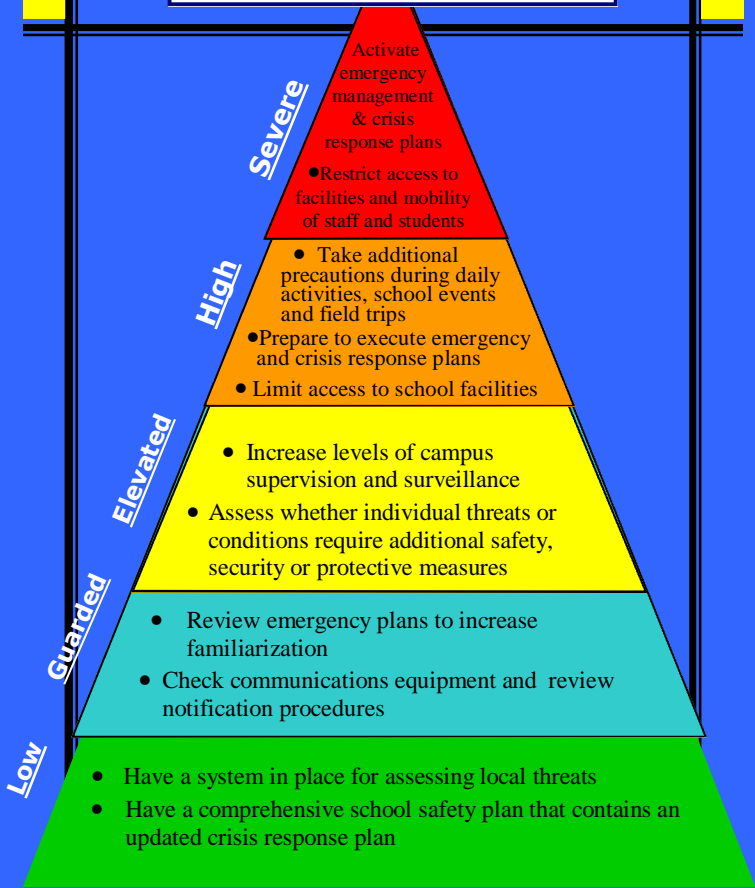 Severe
Activate
emergency
management
& crisis
response plans
•Restrict access to
facilities and mobility
of staff and students
High
• Take additional
precautions during daily
activities, school events
and field trips
•Prepare to execute emergency
and crisis response plans
• Limit access to school facilities
Elevated
• Increase levels of campus
supervision and surveillance
• Assess whether individual threats or
conditions require additional safety,
security or protective measures
Guarded
• Review emergency plans to increase
familiarization
• Check communications equipment and review
notification procedures
Low
• Have a system in place for assessing local threats
• Have a comprehensive school safety plan that contains an
updated crisis response plan